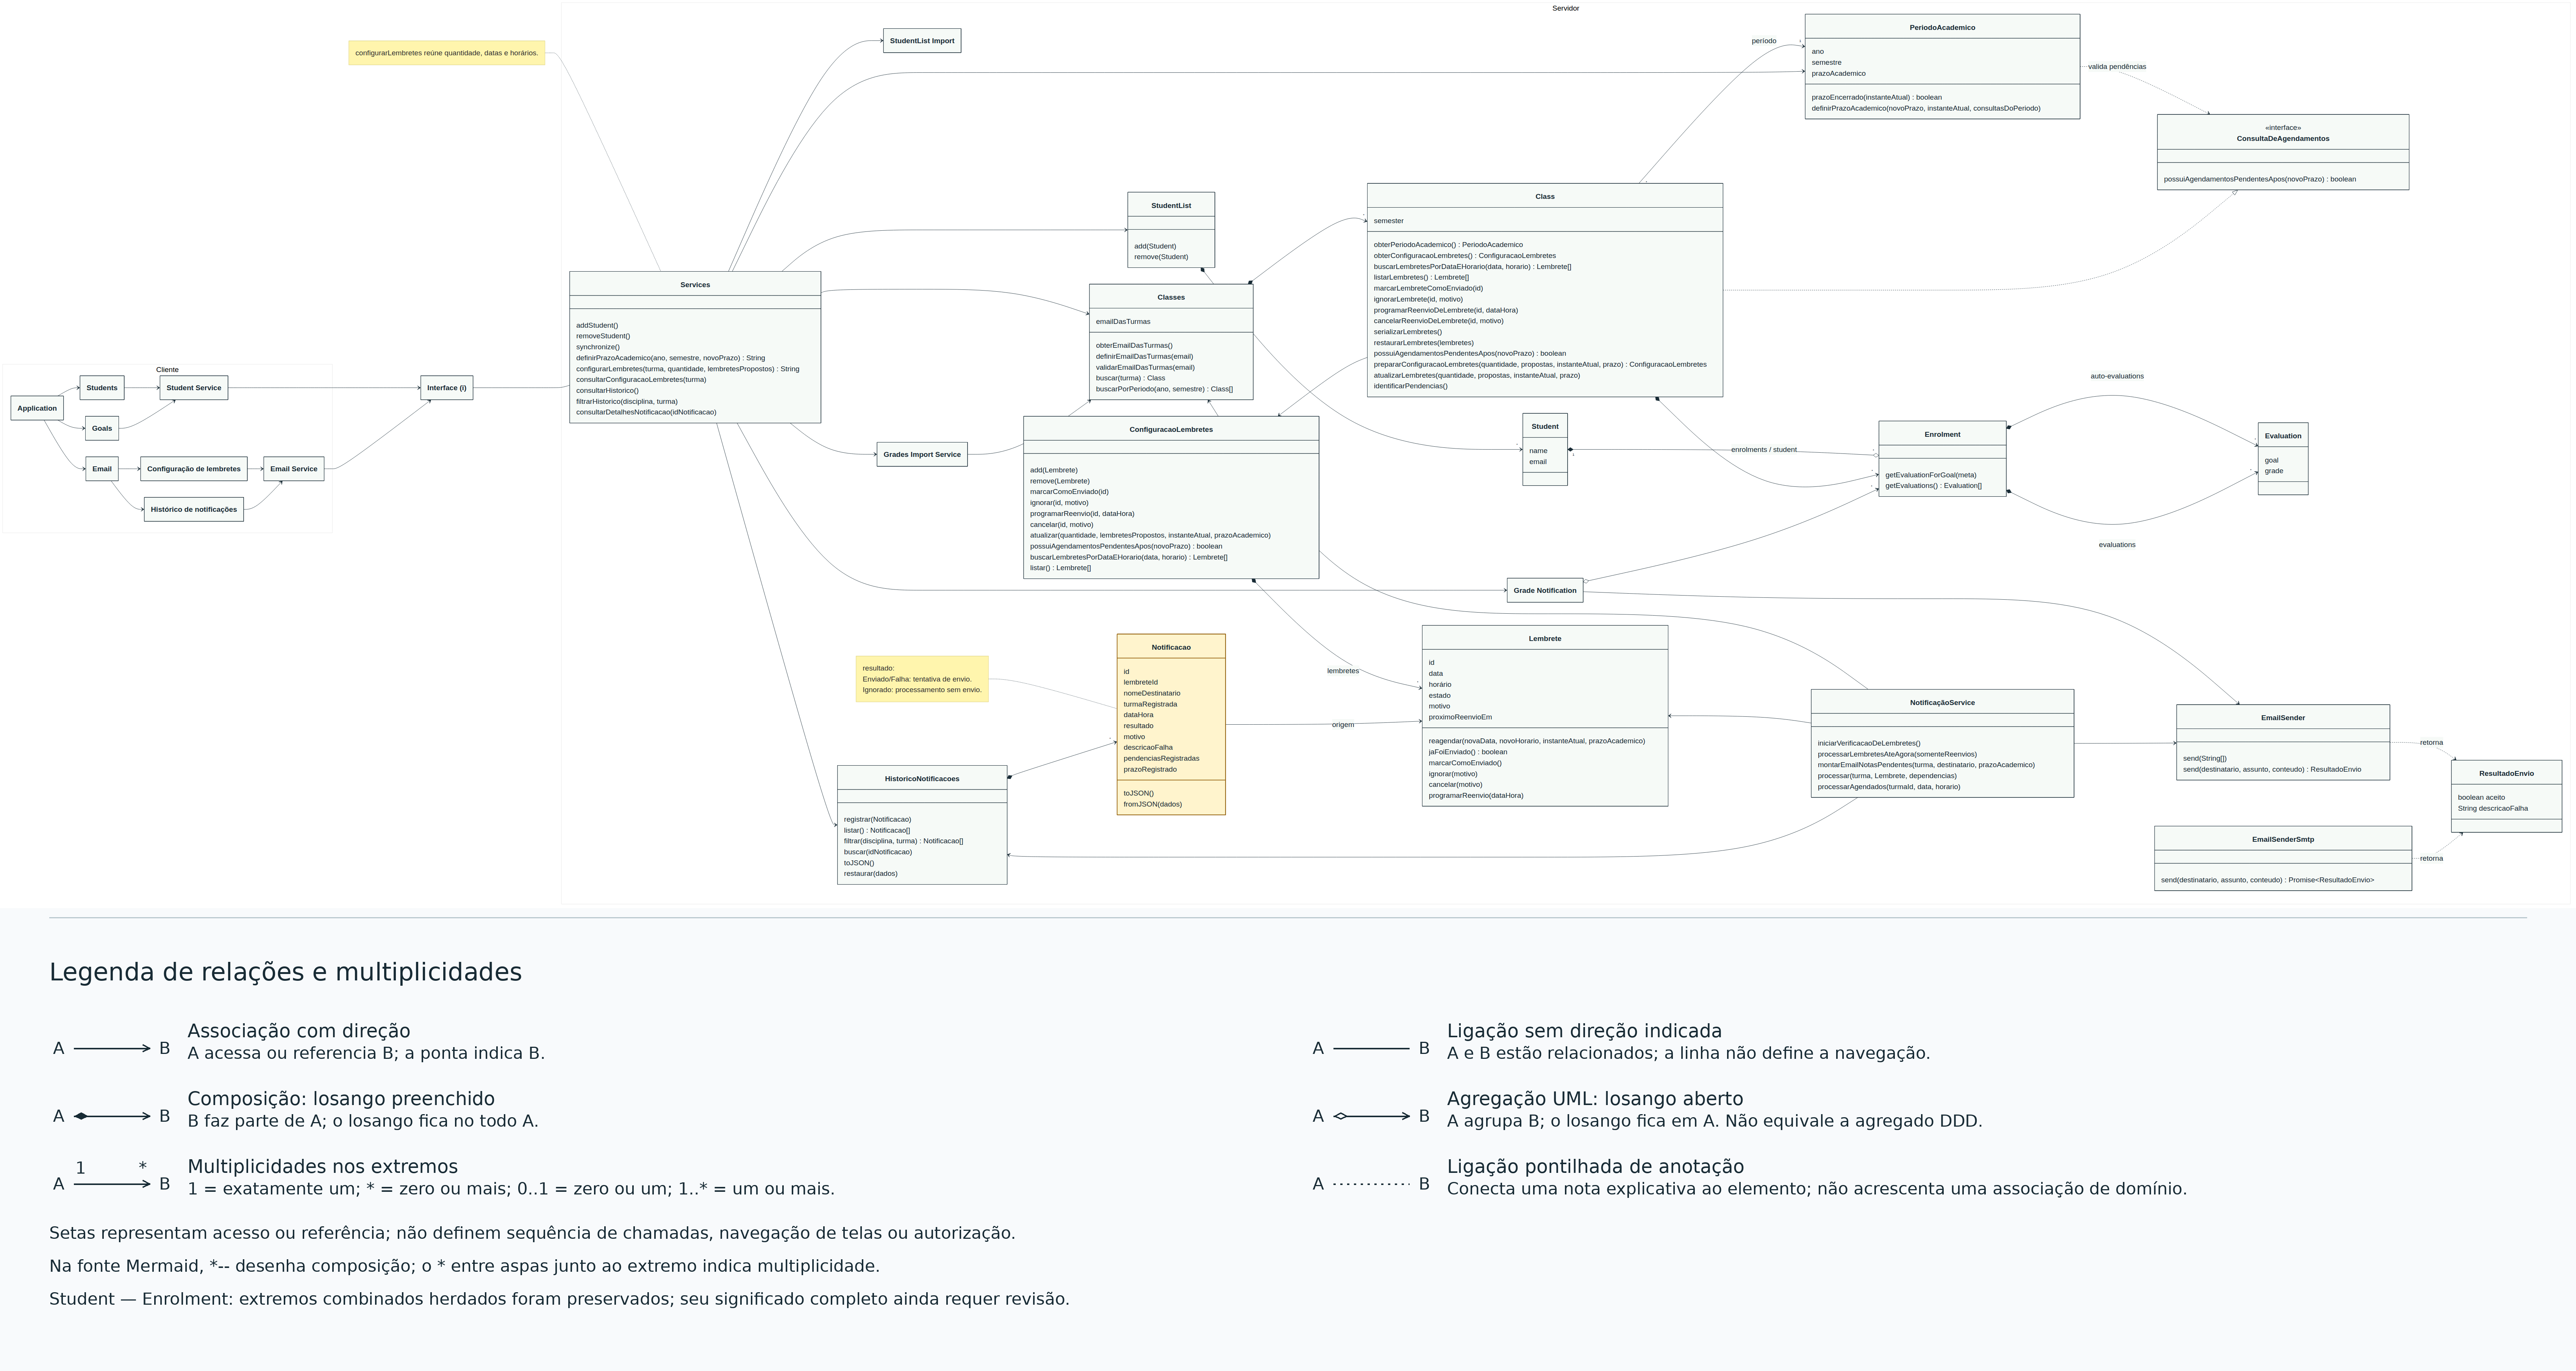 Servidor
configurarLembretes reúne quantidade, datas e horários.
StudentList Import
PeriodoAcademico
ano
semestre
prazoAcademico
prazoEncerrado(instanteAtual) : boolean
definirPrazoAcademico(novoPrazo, instanteAtual, consultasDoPeriodo)
período
valida pendências
«interface»
ConsultaDeAgendamentos
possuiAgendamentosPendentesApos(novoPrazo) : boolean
StudentList
add(Student)
remove(Student)
Class
semester
obterPeriodoAcademico() : PeriodoAcademico
obterConfiguracaoLembretes() : ConfiguracaoLembretes
buscarLembretesPorDataEHorario(data, horario) : Lembrete[]
listarLembretes() : Lembrete[]
marcarLembreteComoEnviado(id)
ignorarLembrete(id, motivo)
programarReenvioDeLembrete(id, dataHora)
cancelarReenvioDeLembrete(id, motivo)
serializarLembretes()
restaurarLembretes(lembretes)
possuiAgendamentosPendentesApos(novoPrazo) : boolean
prepararConfiguracaoLembretes(quantidade, propostas, instanteAtual, prazo) : ConfiguracaoLembretes
atualizarLembretes(quantidade, propostas, instanteAtual, prazo)
identificarPendencias()
Services
addStudent()
removeStudent()
synchronize()
definirPrazoAcademico(ano, semestre, novoPrazo) : String
configurarLembretes(turma, quantidade, lembretesPropostos) : String
consultarConfiguracaoLembretes(turma)
consultarHistorico()
filtrarHistorico(disciplina, turma)
consultarDetalhesNotificacao(idNotificacao)
Classes
emailDasTurmas
obterEmailDasTurmas()
definirEmailDasTurmas(email)
validarEmailDasTurmas(email)
buscar(turma) : Class
buscarPorPeriodo(ano, semestre) : Class[]
Cliente
Application
Students
Student Service
Goals
Email
Configuração de lembretes
Email Service
Histórico de notificações
Interface (i)
Grades Import Service
ConfiguracaoLembretes
add(Lembrete)
remove(Lembrete)
marcarComoEnviado(id)
ignorar(id, motivo)
programarReenvio(id, dataHora)
cancelar(id, motivo)
atualizar(quantidade, lembretesPropostos, instanteAtual, prazoAcademico)
possuiAgendamentosPendentesApos(novoPrazo) : boolean
buscarLembretesPorDataEHorario(data, horario) : Lembrete[]
listar() : Lembrete[]
Student
name
email
enrolments / student
Enrolment
getEvaluationForGoal(meta)
getEvaluations() : Evaluation[]
auto-evaluations
evaluations
Evaluation
goal
grade
Grade Notification
resultado:
Enviado/Falha: tentativa de envio.
Ignorado: processamento sem envio.
Notificacao
id
lembreteId
nomeDestinatario
turmaRegistrada
dataHora
resultado
motivo
descricaoFalha
pendenciasRegistradas
prazoRegistrado
toJSON()
fromJSON(dados)
lembretes
origem
Lembrete
id
data
horário
estado
motivo
proximoReenvioEm
reagendar(novaData, novoHorario, instanteAtual, prazoAcademico)
jaFoiEnviado() : boolean
marcarComoEnviado()
ignorar(motivo)
cancelar(motivo)
programarReenvio(dataHora)
NotificaçãoService
iniciarVerificacaoDeLembretes()
processarLembretesAteAgora(somenteReenvios)
montarEmailNotasPendentes(turma, destinatario, prazoAcademico)
processar(turma, Lembrete, dependencias)
processarAgendados(turmaId, data, horario)
EmailSender
send(String[])
send(destinatario, assunto, conteudo) : ResultadoEnvio
retorna
ResultadoEnvio
boolean aceito
String descricaoFalha
EmailSenderSmtp
send(destinatario, assunto, conteudo) : Promise<ResultadoEnvio>
retorna
HistoricoNotificacoes
registrar(Notificacao)
listar() : Notificacao[]
filtrar(disciplina, turma) : Notificacao[]
buscar(idNotificacao)
toJSON()
restaurar(dados)
Legenda de relações e multiplicidades
A B Associação com direção
A acessa ou referencia B; a ponta indica B.
A B Composição: losango preenchido
B faz parte de A; o losango fica no todo A.
1 *
A B Multiplicidades nos extremos
1 = exatamente um; * = zero ou mais; 0..1 = zero ou um; 1..* = um ou mais.
A B Ligação sem direção indicada
A e B estão relacionados; a linha não define a navegação.
A B Agregação UML: losango aberto
A agrupa B; o losango fica em A. Não equivale a agregado DDD.
A B Ligação pontilhada de anotação
Conecta uma nota explicativa ao elemento; não acrescenta uma associação de domínio.
Setas representam acesso ou referência; não definem sequência de chamadas, navegação de telas ou autorização.
Na fonte Mermaid, *-- desenha composição; o * entre aspas junto ao extremo indica multiplicidade.
Student — Enrolment: extremos combinados herdados foram preservados; seu significado completo ainda requer revisão.